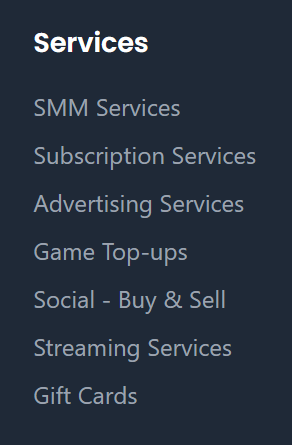 Services
SMM Services
Subscription Services
Advertising Services
Game Top-ups
Social - Buy & Sell
Streaming Services
Gift Cards